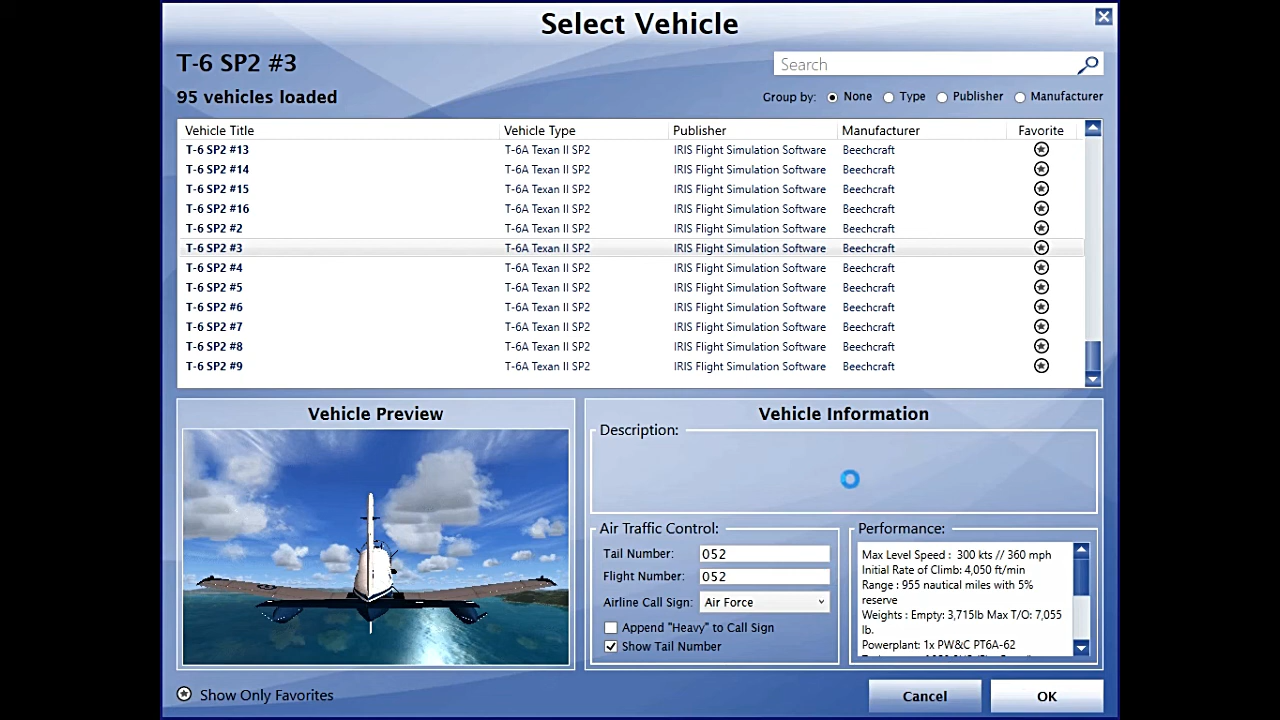 Select Vehicle
T-6 SP2 #3
Search
95 vehicles loaded
Group by: None Type Publisher Manufacturer
Vehicle Title Vehicle Type Publisher Manufacturer Favorite
T-6 SP2 #13 T-6A Texan II SP2 IRIS Flight Simulation Software Beechcraft
T-6 SP2 #14 T-6A Texan II SP2 IRIS Flight Simulation Software Beechcraft
T-6 SP2 #15 T-6A Texan II SP2 IRIS Flight Simulation Software Beechcraft
T-6 SP2 #16 T-6A Texan II SP2 IRIS Flight Simulation Software Beechcraft
T-6 SP2 #2 T-6A Texan II SP2 IRIS Flight Simulation Software Beechcraft
T-6 SP2 #3 T-6A Texan II SP2 IRIS Flight Simulation Software Beechcraft
T-6 SP2 #4 T-6A Texan II SP2 IRIS Flight Simulation Software Beechcraft
T-6 SP2 #5 T-6A Texan II SP2 IRIS Flight Simulation Software Beechcraft
T-6 SP2 #6 T-6A Texan II SP2 IRIS Flight Simulation Software Beechcraft
T-6 SP2 #7 T-6A Texan II SP2 IRIS Flight Simulation Software Beechcraft
T-6 SP2 #8 T-6A Texan II SP2 IRIS Flight Simulation Software Beechcraft
T-6 SP2 #9 T-6A Texan II SP2 IRIS Flight Simulation Software Beechcraft
Vehicle Preview
Vehicle Information
Description:
Air Traffic Control:
Tail Number: 052
Flight Number: 052
Airline Call Sign: Air Force
Append "Heavy" to Call Sign
Show Tail Number
Performance:
Max Level Speed : 300 kts // 360 mph
Initial Rate of Climb: 4,050 ft/min
Range : 955 nautical miles with 5%
reserve
Weights : Empty: 3,715lb Max T/O: 7,055
lb.
Powerplant: 1x PW&C PT6A-62
Show Only Favorites
Cancel
OK